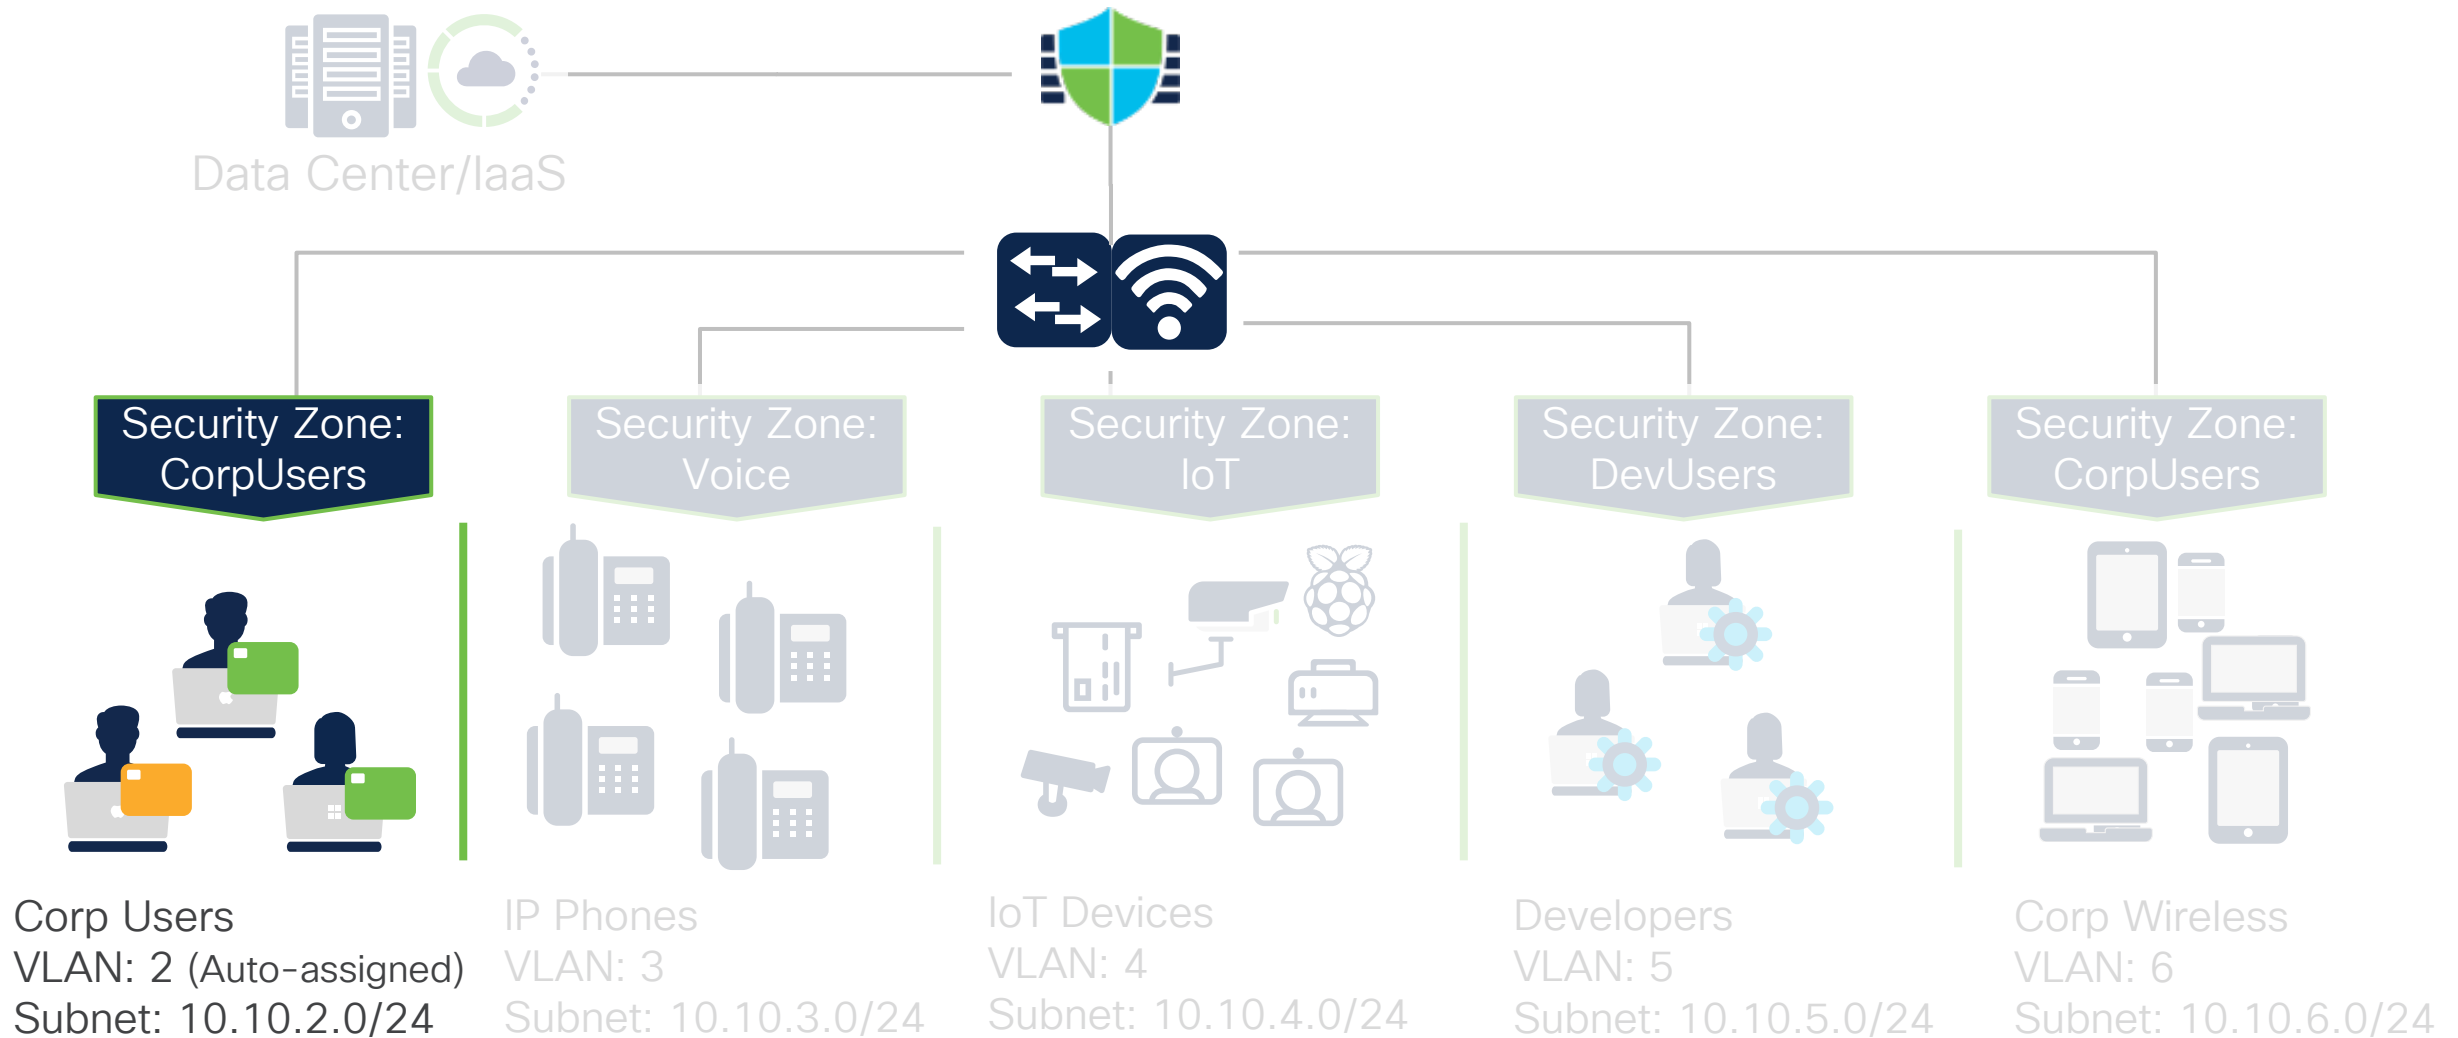 Data Center/IaaS
Security Zone:
CorpUsers
Security Zone:
Voice
Security Zone:
IoT
Security Zone:
DevUsers
Security Zone:
CorpUsers
Corp Users
VLAN: 2 (Auto-assigned)
Subnet: 10.10.2.0/24
IP Phones
VLAN: 3
Subnet: 10.10.3.0/24
IoT Devices
VLAN: 4
Subnet: 10.10.4.0/24
Developers
VLAN: 5
Subnet: 10.10.5.0/24
Corp Wireless
VLAN: 6
Subnet: 10.10.6.0/24